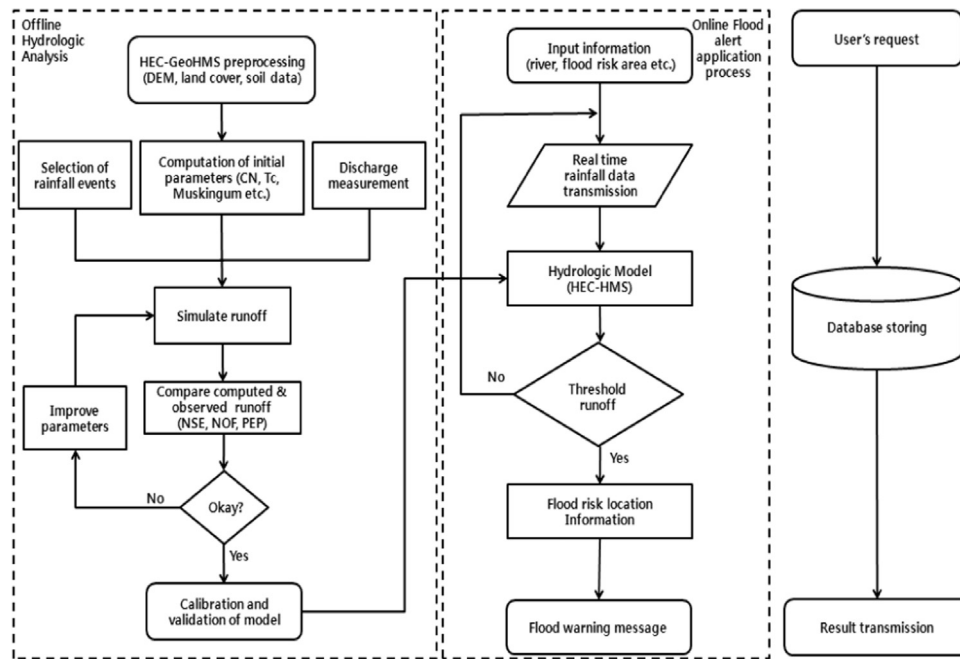 Offline
Hydrologic
Analysis
HEC-GeoHMS preprocessing
(DEM, land cover, soil data)
Selection of
rainfall events
Computation of initial
parameters (CN, Tc,
Muskingum etc.)
Discharge
measurement
Simulate runoff
Compare computed &
observed runoff
(NSE, NOF, PEP)
Improve
parameters
No
Okay?
Yes
Calibration and
validation of model
Online Flood
alert
application
process
Input information
(river, flood risk area etc.)
Real time
rainfall data
transmission
Hydrologic Model
(HEC-HMS)
No
Threshold
runoff
Yes
Flood risk location
Information
Flood warning message
User's request
Database storing
Result transmission